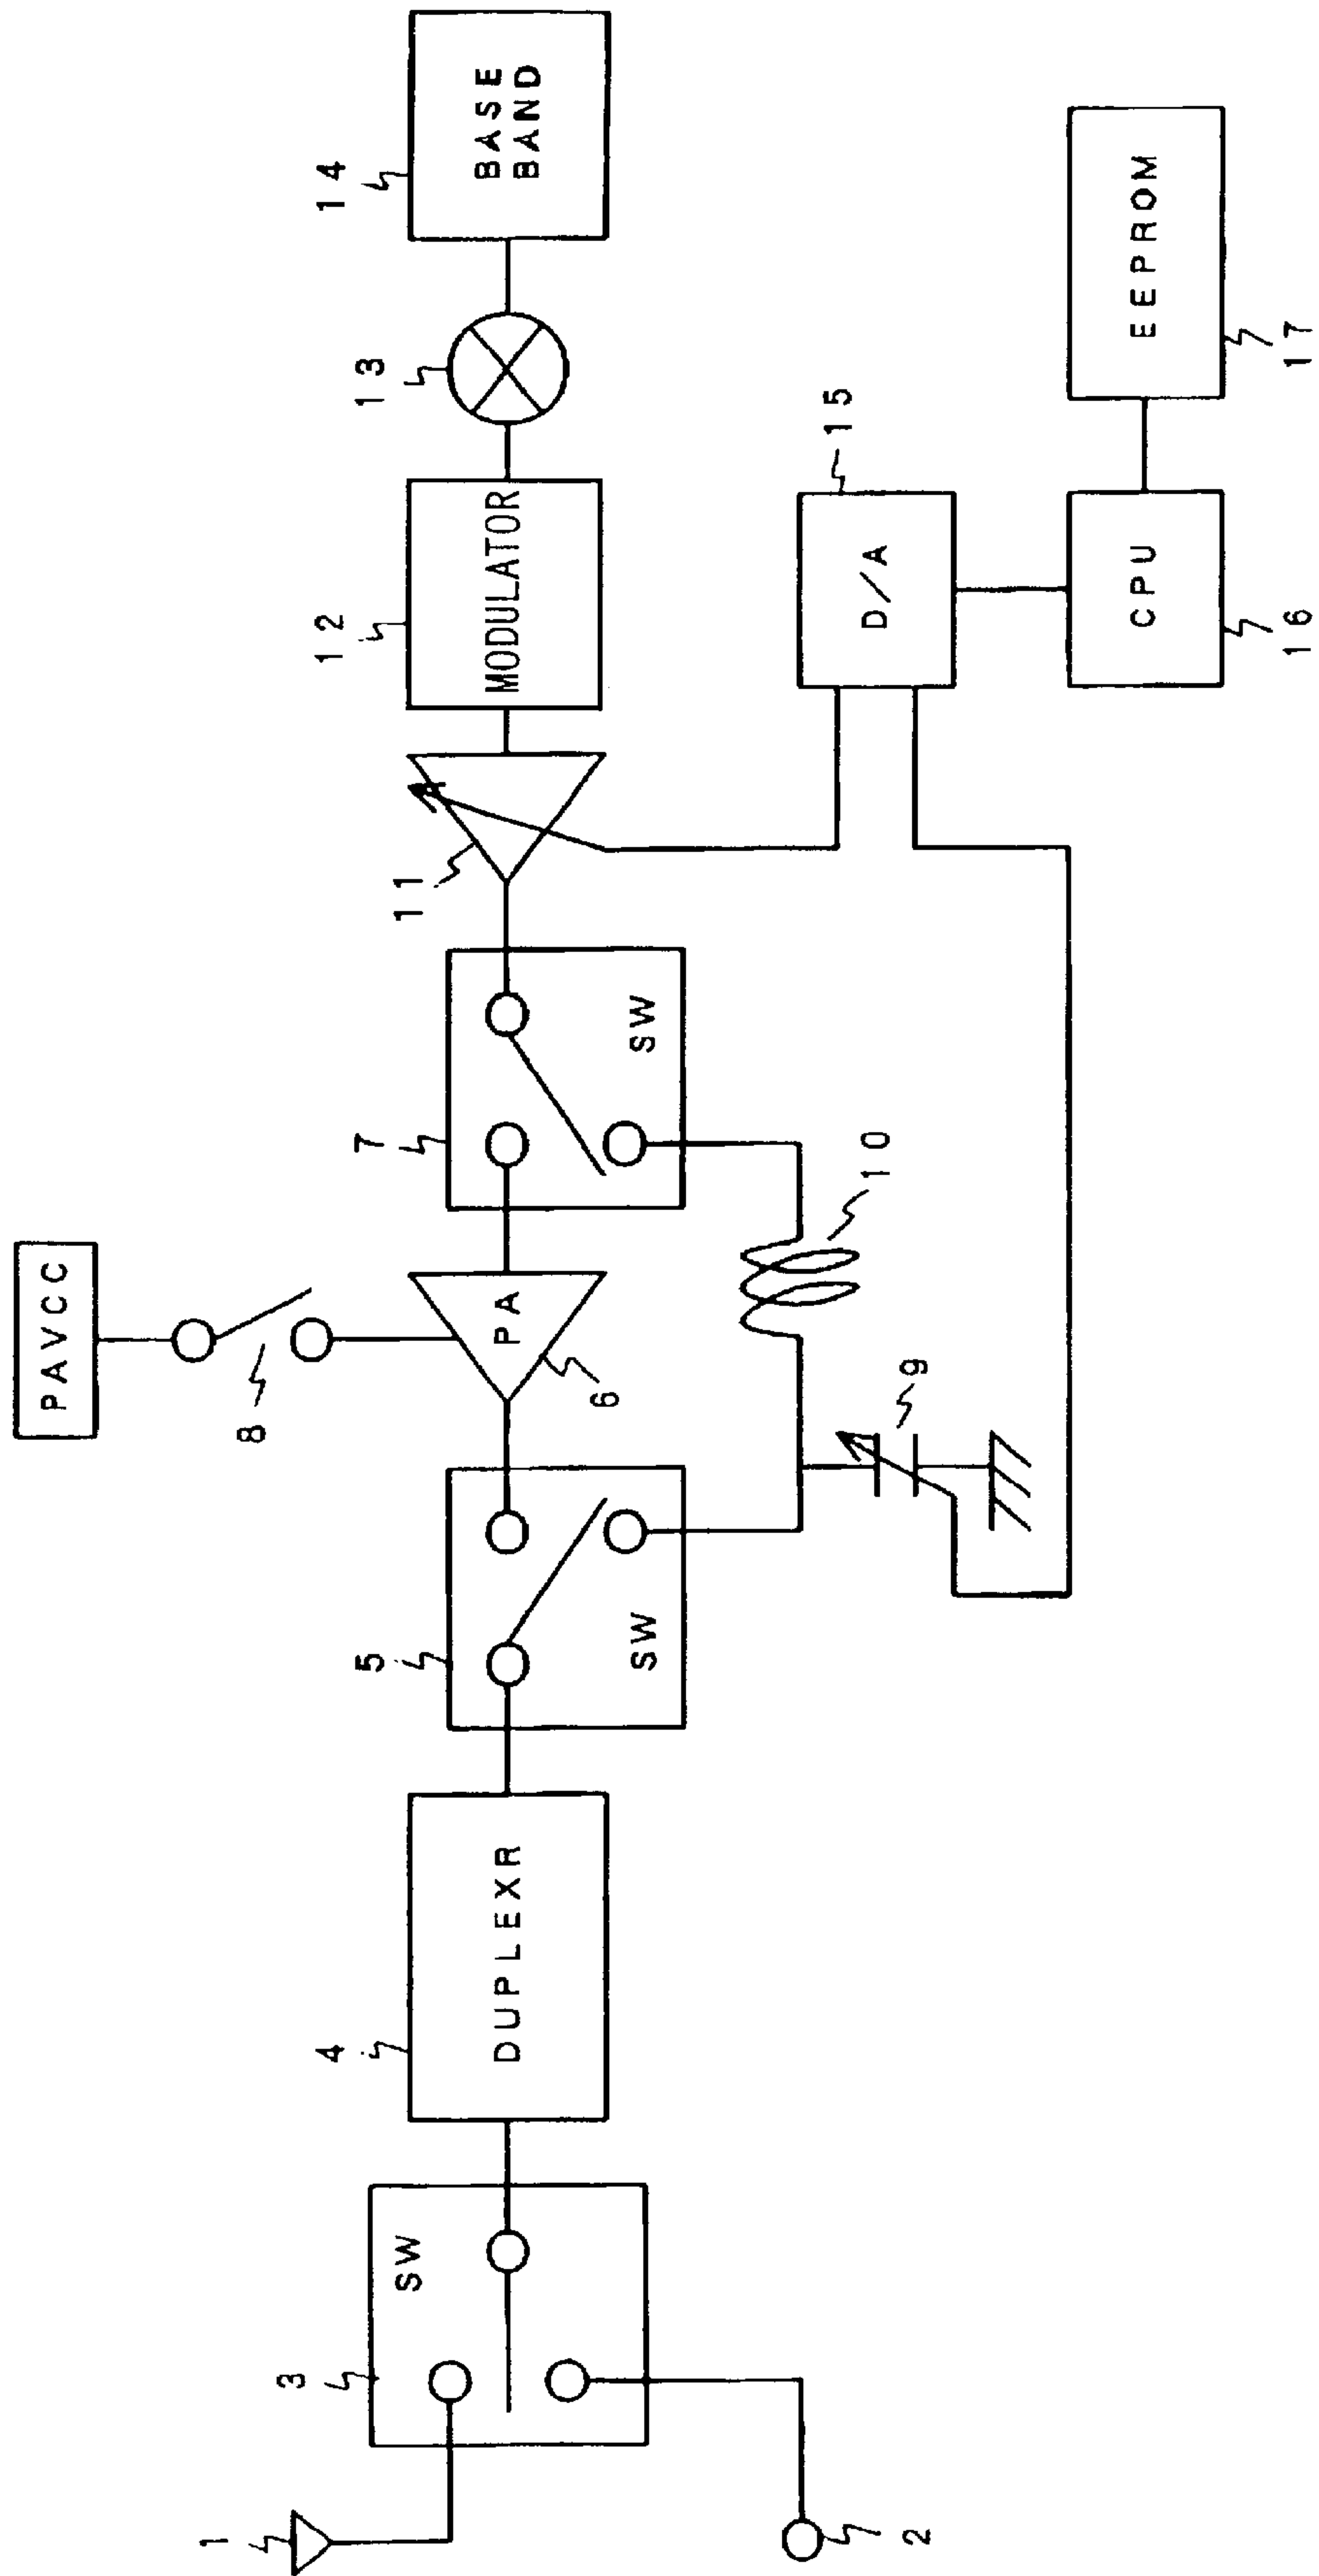 PAVCC
8
1
3
SW
4
DUPLEXR
5
SW
PA
6
7
SW
11
12
MODULATOR
13
14
BASE
BAND
2
9
10
15
D/A
CPU
16
EEPROM
17